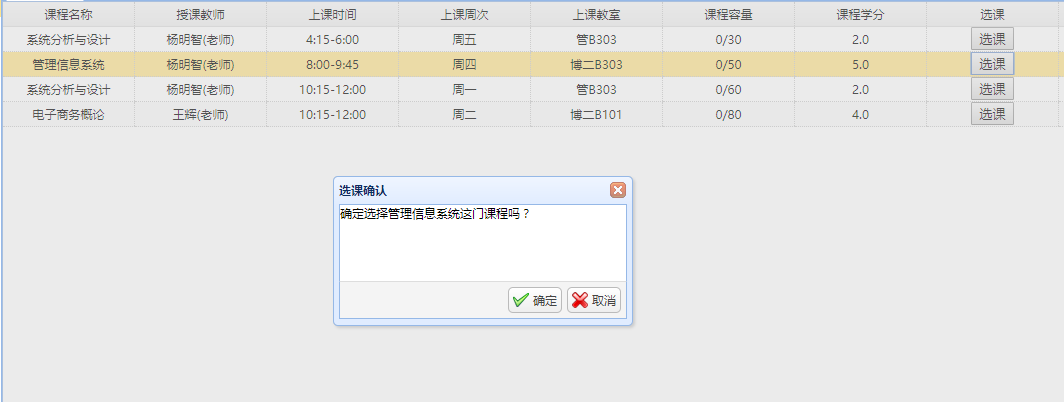 课程名称 授课教师 上课时间 上课周次 上课教室 课程容量 课程学分 选课
系统分析与设计 杨明智(老师) 4:15-6:00 周五 管B303 0/30 2.0 选课
管理信息系统 杨明智(老师) 8:00-9:45 周四 博二B303 0/50 5.0 选课
系统分析与设计 杨明智(老师) 10:15-12:00 周一 管B303 0/60 2.0 选课
电子商务概论 王辉(老师) 10:15-12:00 周二 博二B101 0/80 4.0 选课
选课确认
确定选择管理信息系统这门课程吗？
确定 取消